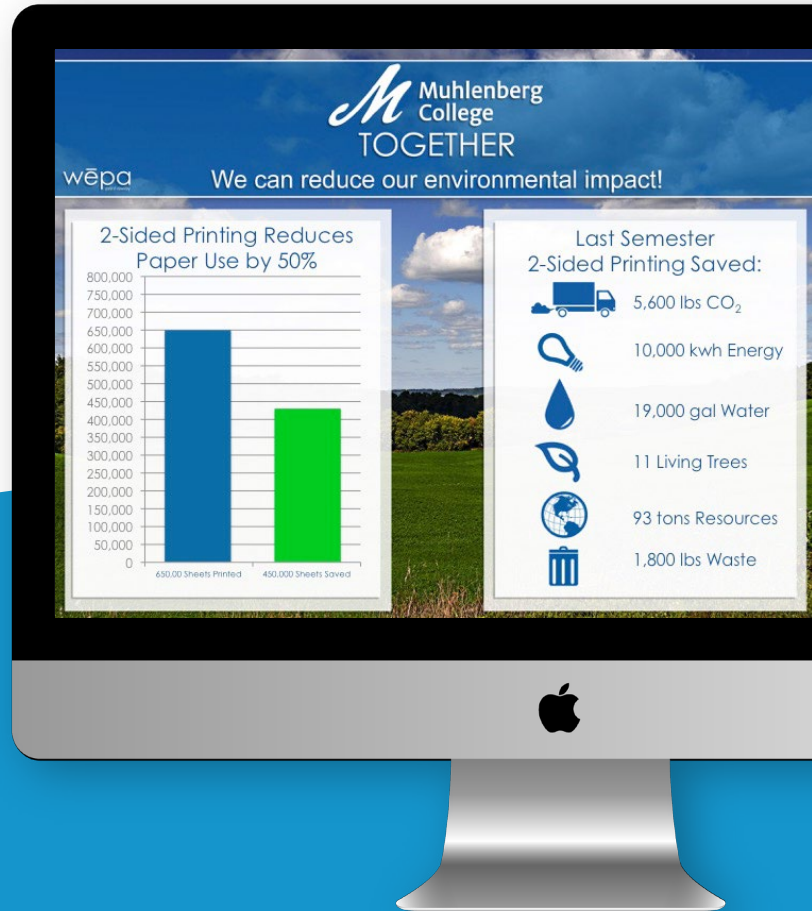 Muhlenberg
College
TOGETHER
wēpa
We can reduce our environmental impact!
2-Sided Printing Reduces
Paper Use by 50%
800,000
750,000
700,000
650,000
600,000
550,000
500,000
450,000
400,000
350,000
300,000
250,000
200,000
150,000
100,000
50,000
0
650,00 Sheets Printed
450,000 Sheets Saved
Last Semester
2-Sided Printing Saved:
5,600 lbs CO₂
10,000 kwh Energy
19,000 gal Water
11 Living Trees
93 tons Resources
1,800 lbs Waste